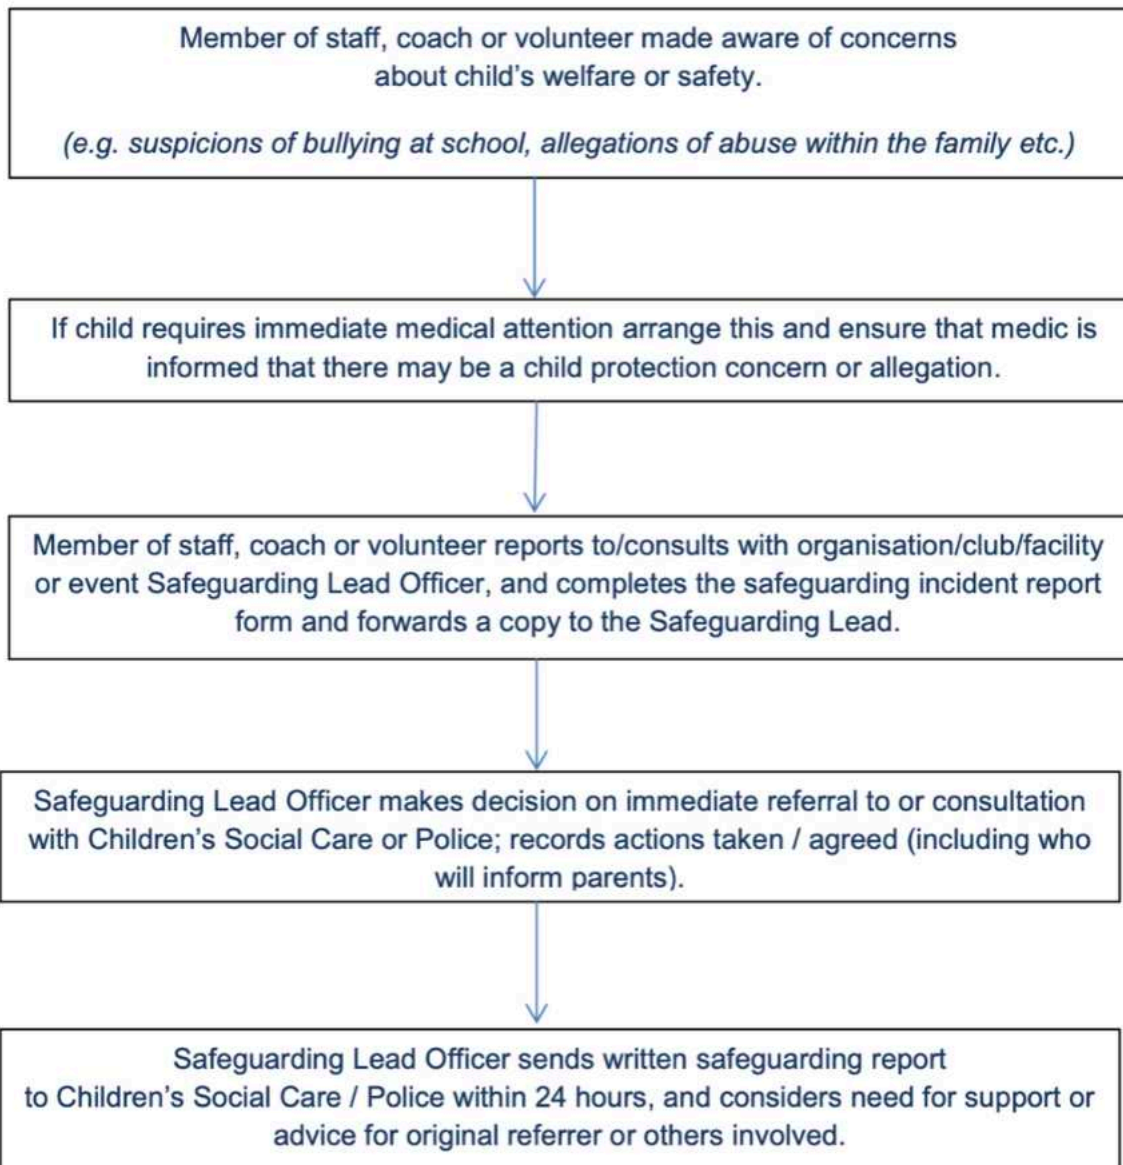 Member of staff, coach or volunteer made aware of concerns
about child’s welfare or safety.
(e.g. suspicions of bullying at school, allegations of abuse within the family etc.)
If child requires immediate medical attention arrange this and ensure that medic is
informed that there may be a child protection concern or allegation.
Member of staff, coach or volunteer reports to/consults with organisation/club/facility
or event Safeguarding Lead Officer, and completes the safeguarding incident report
form and forwards a copy to the Safeguarding Lead.
Safeguarding Lead Officer makes decision on immediate referral to or consultation
with Children’s Social Care or Police; records actions taken / agreed (including who
will inform parents).
Safeguarding Lead Officer sends written safeguarding report
to Children’s Social Care / Police within 24 hours, and considers need for support or
advice for original referrer or others involved.